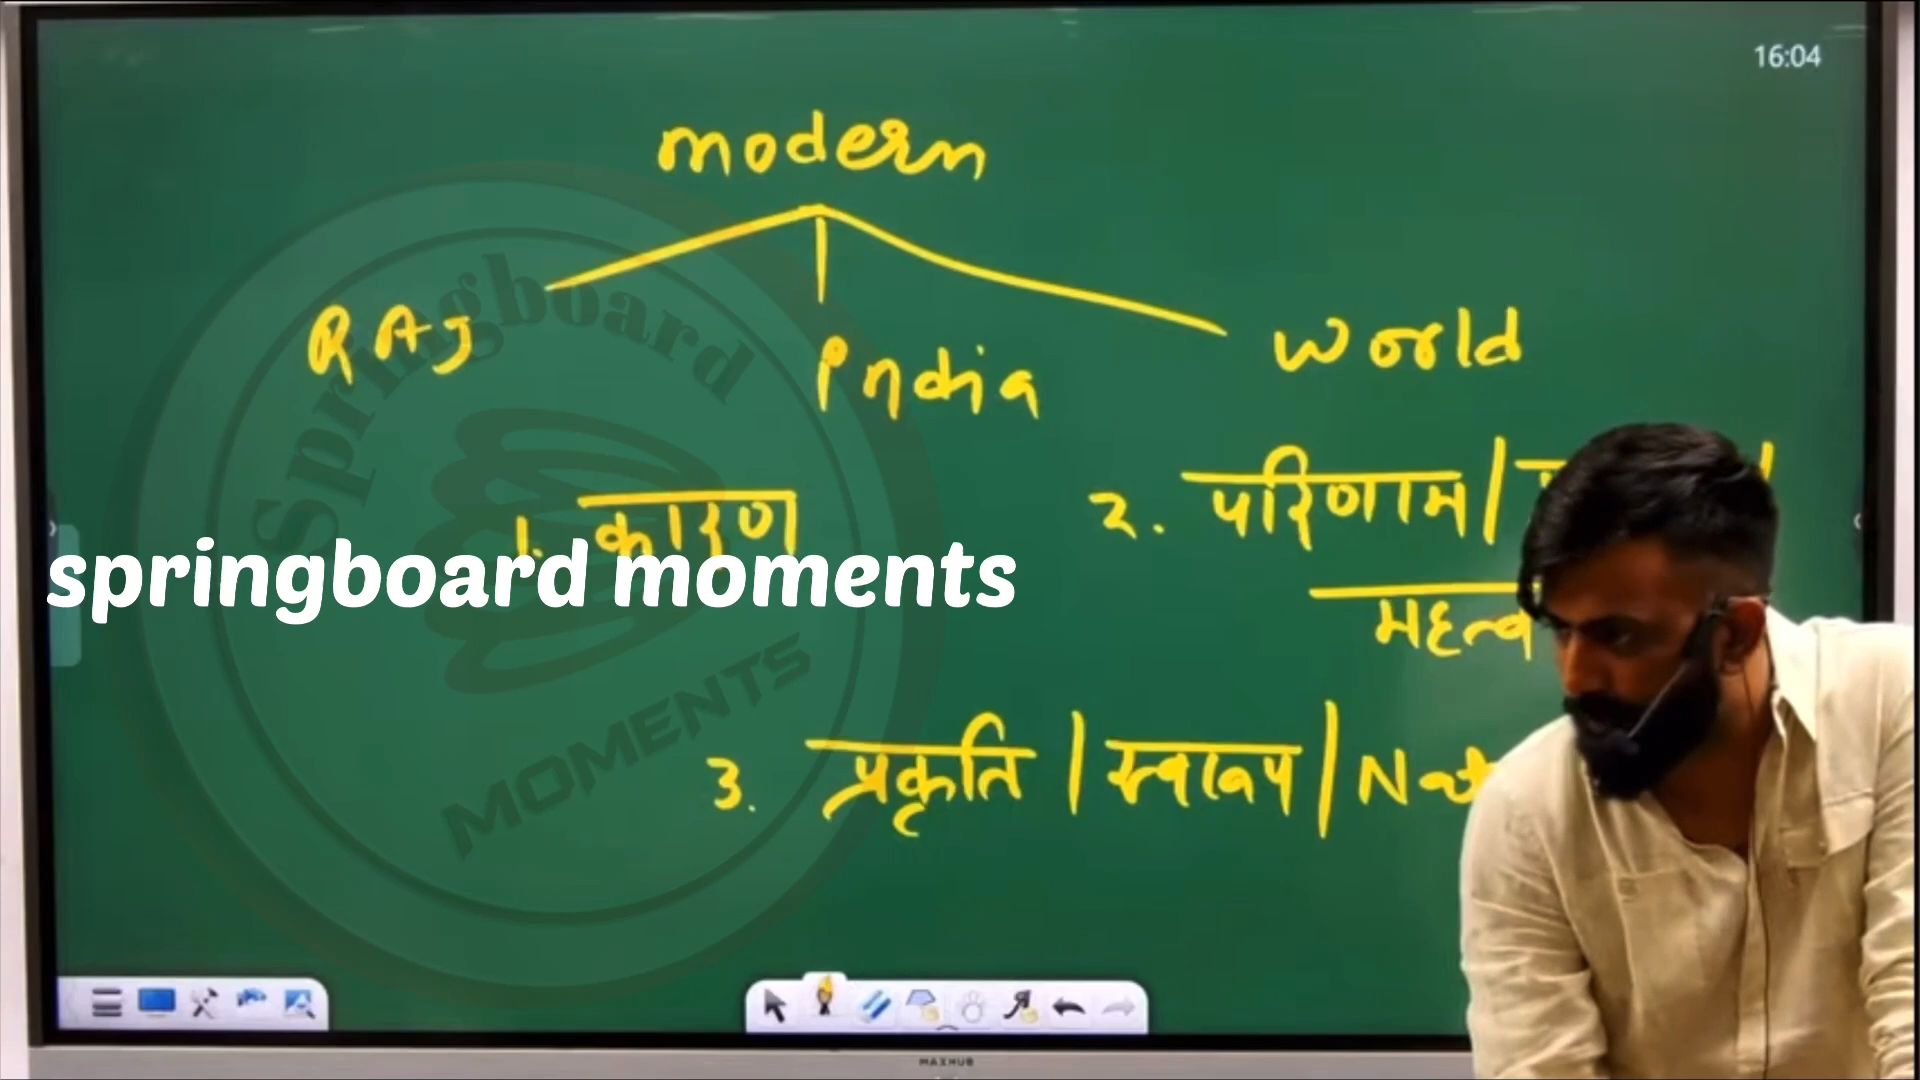 16:04
modern
RAJ
india
world
1. कारण
2. परिणाम |
महत्व
springboard moments
3. प्रकृति | स्वरूप |
Springboard
MOMENTS
MAXHUB